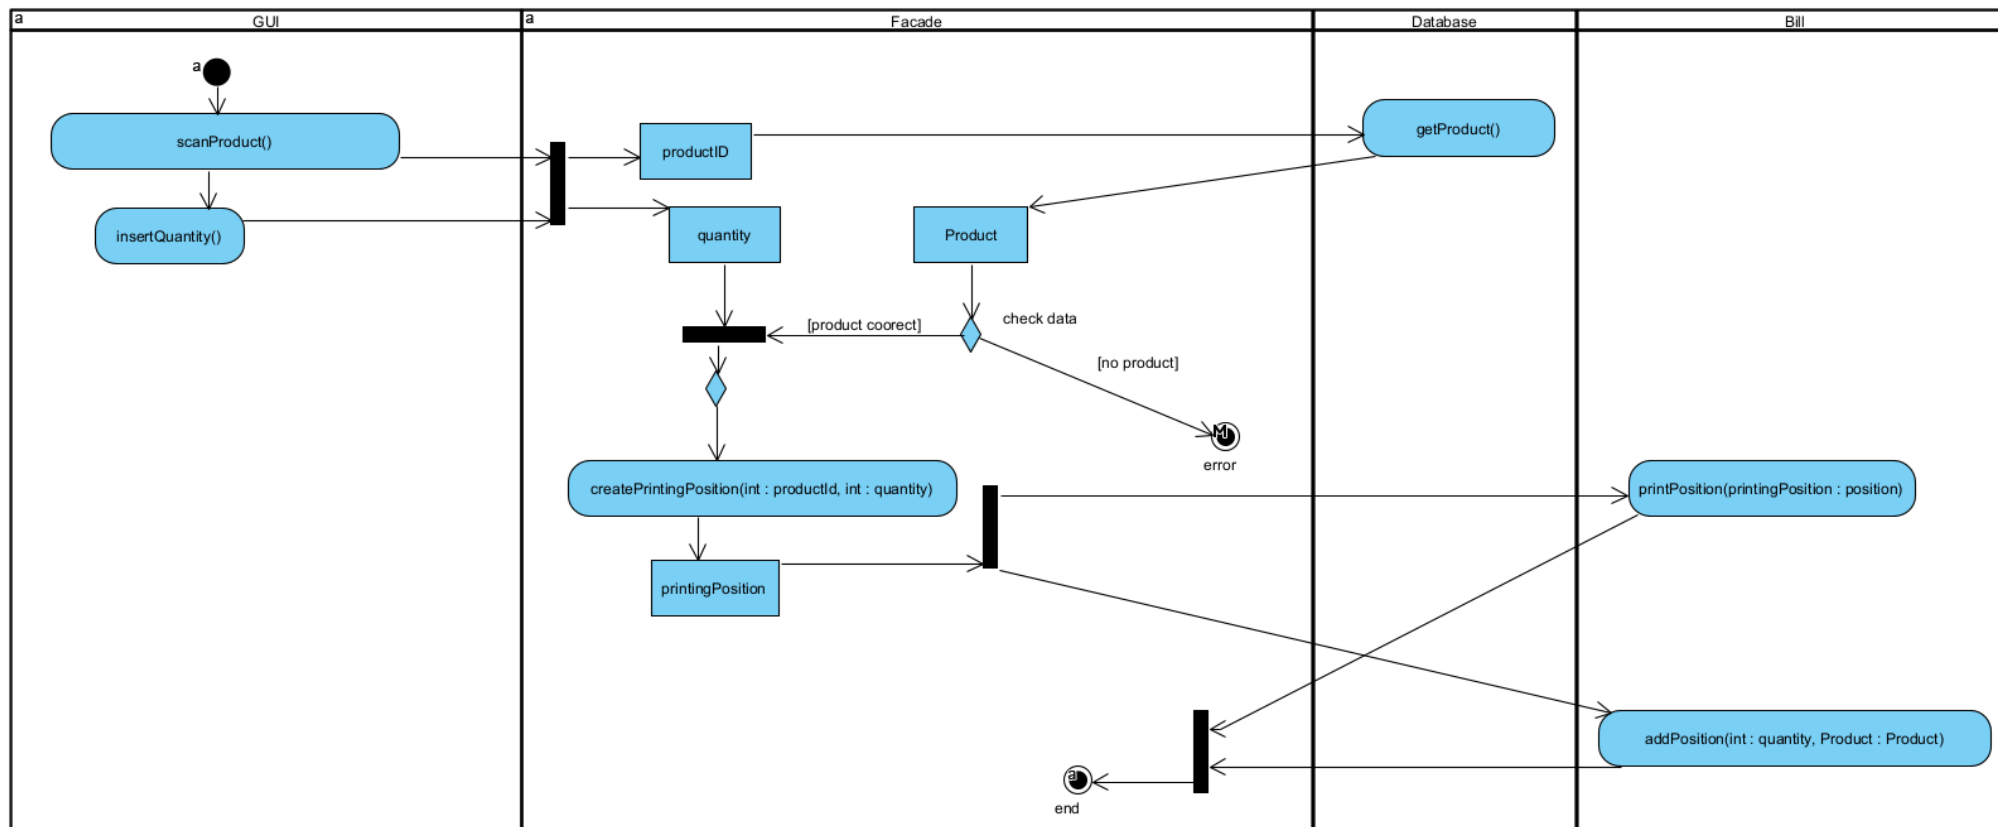 a
GUI
a
Facade
Database
Bill
a
scanProduct()
productID
getProduct()
insertQuantity()
quantity
Product
[product coorect]
check data
[no product]
M
error
createPrintingPosition(int : productId, int : quantity)
printPosition(printingPosition : position)
printingPosition
addPosition(int : quantity, Product : Product)
a
end